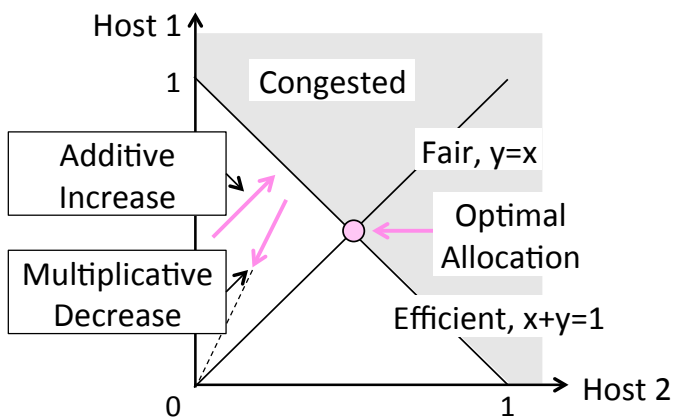 Host 1
1
Congested
Additive
Increase
Fair, y=x
Optimal
Allocation
Multiplicative
Decrease
Efficient, x+y=1
0
1
Host 2